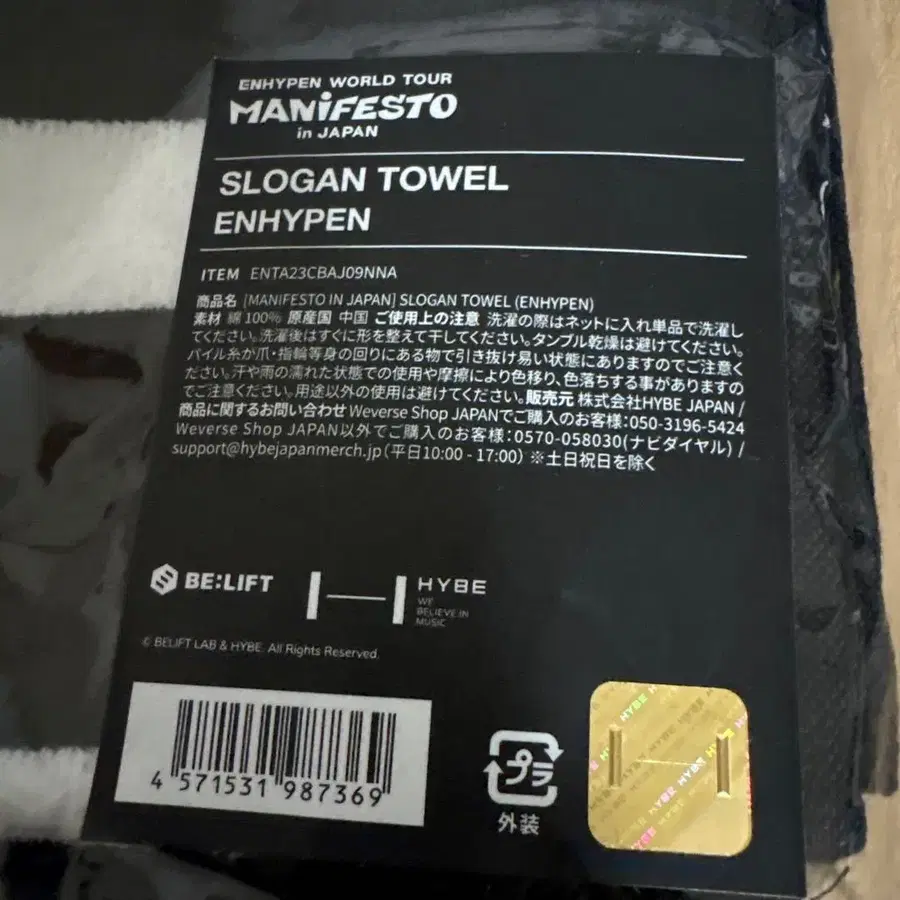 ENHYPEN WORLD TOUR
MANiFESTO
in JAPAN
SLOGAN TOWEL
ENHYPEN
ITEM ENTA23CBAJ09NNA
商品名 [MANIFESTO IN JAPAN] SLOGAN TOWEL (ENHYPEN)
素材 綿100% 原産国 中国 ご使用上の注意 洗濯の際はネットに入れ単品で洗濯し
てください。洗濯後はすぐに形を整えて干してください。タンブル乾燥は避けてください。
パイル糸が爪・指輪等身の回りにある物で引き抜け易い状態にありますのでご注意く
ださい。汗や雨の濡れた状態での使用や摩擦により色移り、色落ちする事がありますの
でご注意ください。用途以外の使用は避けてください。販売元 株式会社HYBE JAPAN /
商品に関するお問い合わせ Weverse Shop JAPANでご購入のお客様:050-3196-5424
Weverse Shop JAPAN以外でご購入のお客様:0570-058030(ナビダイヤル) /
support@hybejapanmerch.jp (平日10:00 - 17:00) ※土日祝日を除く
BE:LIFT
HYBE
WE
BELIEVE IN
MUSIC
© BELIFT LAB & HYBE. All Rights Reserved.
4 571531 987369
プラ
外装
HYBE HYBE
HYBE HYBE
HYBE